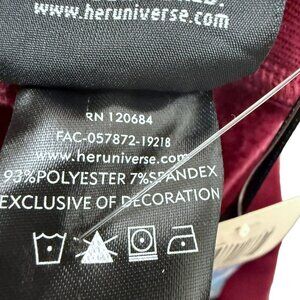 www.heruniverse.com
RN 120684
FAC-057872-19218
www.heruniverse.com
93%POLYESTER 7%SPANDEX
EXCLUSIVE OF DECORATION